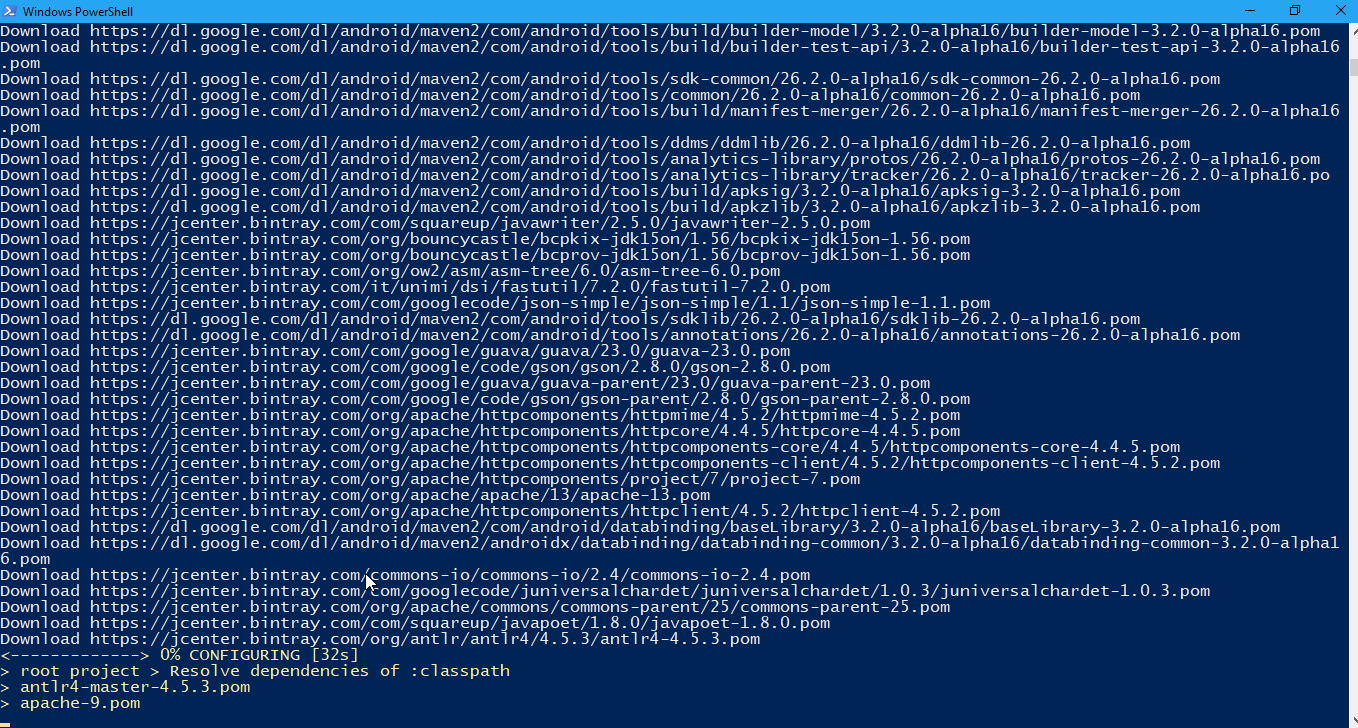 Windows PowerShell
Download https://dl.google.com/dl/android/maven2/com/android/tools/build/builder-model/3.2.0-alpha16/builder-model-3.2.0-alpha16.pom
Download https://dl.google.com/dl/android/maven2/com/android/tools/build/builder-test-api/3.2.0-alpha16/builder-test-api-3.2.0-alpha16
.pom
Download https://dl.google.com/dl/android/maven2/com/android/tools/sdk-common/26.2.0-alpha16/sdk-common-26.2.0-alpha16.pom
Download https://dl.google.com/dl/android/maven2/com/android/tools/common/26.2.0-alpha16/common-26.2.0-alpha16.pom
Download https://dl.google.com/dl/android/maven2/com/android/tools/build/manifest-merger/26.2.0-alpha16/manifest-merger-26.2.0-alpha16
.pom
Download https://dl.google.com/dl/android/maven2/com/android/tools/ddms/ddmlib/26.2.0-alpha16/ddmlib-26.2.0-alpha16.pom
Download https://dl.google.com/dl/android/maven2/com/android/tools/analytics-library/protos/26.2.0-alpha16/protos-26.2.0-alpha16.pom
Download https://dl.google.com/dl/android/maven2/com/android/tools/analytics-library/tracker/26.2.0-alpha16/tracker-26.2.0-alpha16.po
Download https://dl.google.com/dl/android/maven2/com/android/tools/build/apksig/3.2.0-alpha16/apksig-3.2.0-alpha16.pom
Download https://dl.google.com/dl/android/maven2/com/android/tools/build/apkzlib/3.2.0-alpha16/apkzlib-3.2.0-alpha16.pom
Download https://jcenter.bintray.com/com/squareup/javawriter/2.5.0/javawriter-2.5.0.pom
Download https://jcenter.bintray.com/org/bouncycastle/bcpkix-jdk15on/1.56/bcpkix-jdk15on-1.56.pom
Download https://jcenter.bintray.com/org/bouncycastle/bcprov-jdk15on/1.56/bcprov-jdk15on-1.56.pom
Download https://jcenter.bintray.com/org/ow2/asm/asm-tree/6.0/asm-tree-6.0.pom
Download https://jcenter.bintray.com/it/unimi/dsi/fastutil/7.2.0/fastutil-7.2.0.pom
Download https://jcenter.bintray.com/com/googlecode/json-simple/json-simple/1.1/json-simple-1.1.pom
Download https://dl.google.com/dl/android/maven2/com/android/tools/sdklib/26.2.0-alpha16/sdklib-26.2.0-alpha16.pom
Download https://dl.google.com/dl/android/maven2/com/android/tools/annotations/26.2.0-alpha16/annotations-26.2.0-alpha16.pom
Download https://jcenter.bintray.com/com/google/guava/guava/23.0/guava-23.0.pom
Download https://jcenter.bintray.com/com/google/code/gson/gson/2.8.0/gson-2.8.0.pom
Download https://jcenter.bintray.com/com/google/guava/guava-parent/23.0/guava-parent-23.0.pom
Download https://jcenter.bintray.com/com/google/code/gson/gson-parent/2.8.0/gson-parent-2.8.0.pom
Download https://jcenter.bintray.com/org/apache/httpcomponents/httpmime/4.5.2/httpmime-4.5.2.pom
Download https://jcenter.bintray.com/org/apache/httpcomponents/httpcore/4.4.5/httpcore-4.4.5.pom
Download https://jcenter.bintray.com/org/apache/httpcomponents/httpcomponents-core/4.4.5/httpcomponents-core-4.4.5.pom
Download https://jcenter.bintray.com/org/apache/httpcomponents/httpcomponents-client/4.5.2/httpcomponents-client-4.5.2.pom
Download https://jcenter.bintray.com/org/apache/httpcomponents/project/7/project-7.pom
Download https://jcenter.bintray.com/org/apache/apache/13/apache-13.pom
Download https://jcenter.bintray.com/org/apache/httpcomponents/httpclient/4.5.2/httpclient-4.5.2.pom
Download https://dl.google.com/dl/android/maven2/com/android/databinding/baseLibrary/3.2.0-alpha16/baseLibrary-3.2.0-alpha16.pom
Download https://dl.google.com/dl/android/maven2/androidx/databinding/databinding-common/3.2.0-alpha16/databinding-common-3.2.0-alpha1
6.pom
Download https://jcenter.bintray.com/commons-io/commons-io/2.4/commons-io-2.4.pom
Download https://jcenter.bintray.com/com/googlecode/juniversalchardet/juniversalchardet/1.0.3/juniversalchardet-1.0.3.pom
Download https://jcenter.bintray.com/org/apache/commons/commons-parent/25/commons-parent-25.pom
Download https://jcenter.bintray.com/com/squareup/javapoet/1.8.0/javapoet-1.8.0.pom
Download https://jcenter.bintray.com/org/antlr/antlr4/4.5.3/antlr4-4.5.3.pom
<-------------> 0% CONFIGURING [32s]
> root project > Resolve dependencies of :classpath
> antlr4-master-4.5.3.pom
> apache-9.pom